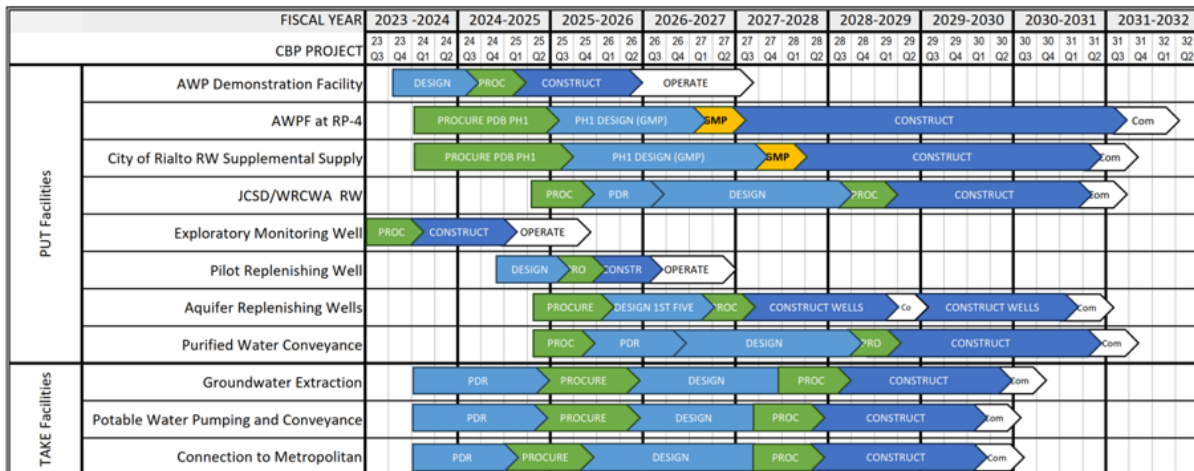 FISCAL YEAR 2023 -2024 2024-2025 2025-2026 2026-2027 2027-2028 2028-2029 2029-2030 2030-2031 2031-2032
23 23 24 24 24 24 25 25 25 25 26 26 26 26 27 27 27 27 28 28 28 28 29 29 29 29 30 30 30 30 31 31 31 31 32 32
CBP PROJECT Q3 Q4 Q1 Q2 Q3 Q4 Q1 Q2 Q3 Q4 Q1 Q2 Q3 Q4 Q1 Q2 Q3 Q4 Q1 Q2 Q3 Q4 Q1 Q2 Q3 Q4 Q1 Q2 Q3 Q4 Q1 Q2 Q3 Q4 Q1 Q2
PUT Facilities
AWP Demonstration Facility DESIGN PROC CONSTRUCT OPERATE
AWPF at RP-4 PROCURE PDB PH1 PH1 DESIGN (GMP) GMP CONSTRUCT Com
City of Rialto RW Supplemental Supply PROCURE PDB PH1 PH1 DESIGN (GMP) GMP CONSTRUCT Com
JCSD/WRCWA RW PROC PDR DESIGN PROC CONSTRUCT Com
Exploratory Monitoring Well PROC CONSTRUCT OPERATE
Pilot Replenishing Well DESIGN PRO CONSTR OPERATE
Aquifer Replenishing Wells PROCURE DESIGN 1ST FIVE PROC CONSTRUCT WELLS Co CONSTRUCT WELLS Com
Purified Water Conveyance PROC PDR DESIGN PRO CONSTRUCT Com
TAKE Facilities
Groundwater Extraction PDR PROCURE DESIGN PROC CONSTRUCT Com
Potable Water Pumping and Conveyance PDR PROCURE DESIGN PROC CONSTRUCT Com
Connection to Metropolitan PDR PROCURE DESIGN PROC CONSTRUCT Com